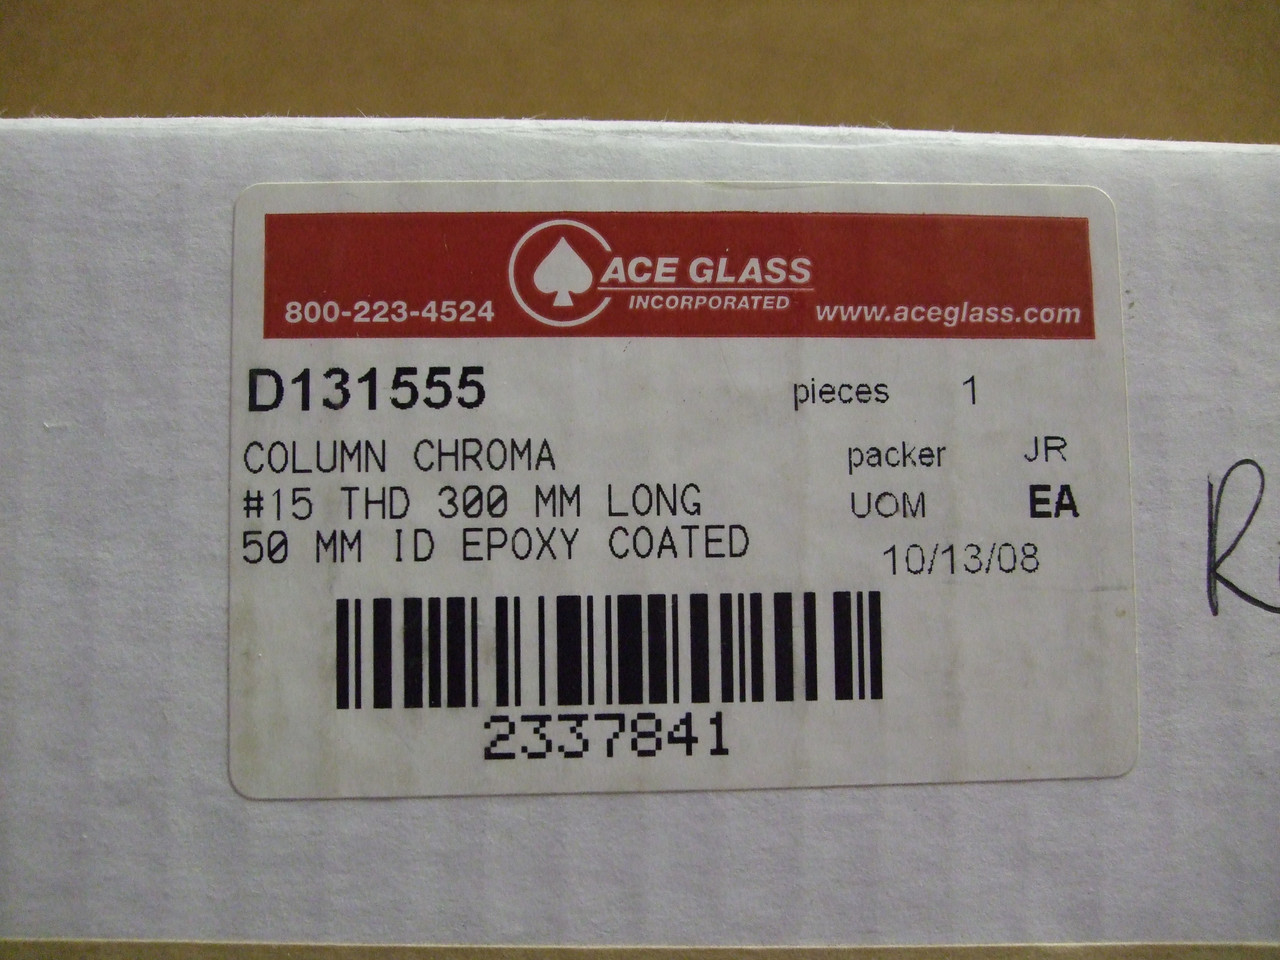 ACE GLASS
INCORPORATED
800-223-4524
www.aceglass.com
D131555
pieces 1
COLUMN CHROMA
packer JR
#15 THD 300 MM LONG
UOM EA
50 MM ID EPOXY COATED
10/13/08
2337841